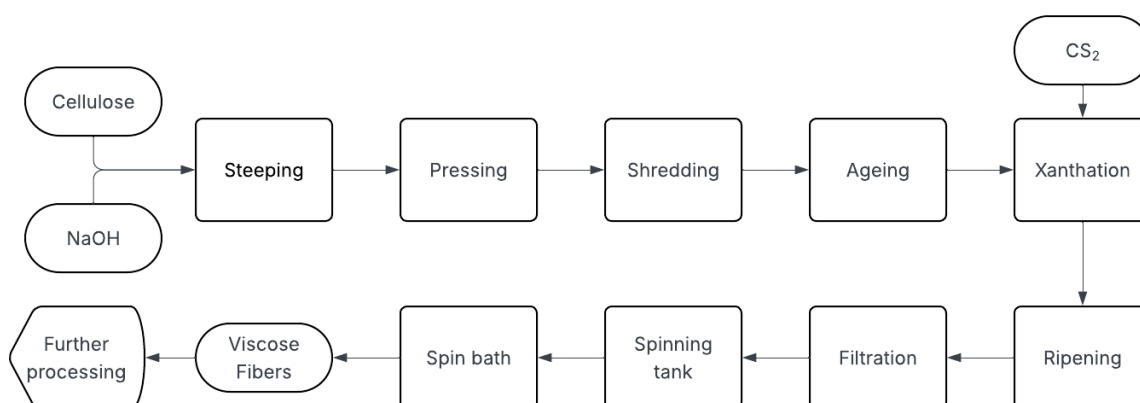 CS₂
Cellulose
Steeping
Pressing
Shredding
Ageing
Xanthation
NaOH
Further
processing
Viscose
Fibers
Spin bath
Spinning
tank
Filtration
Ripening